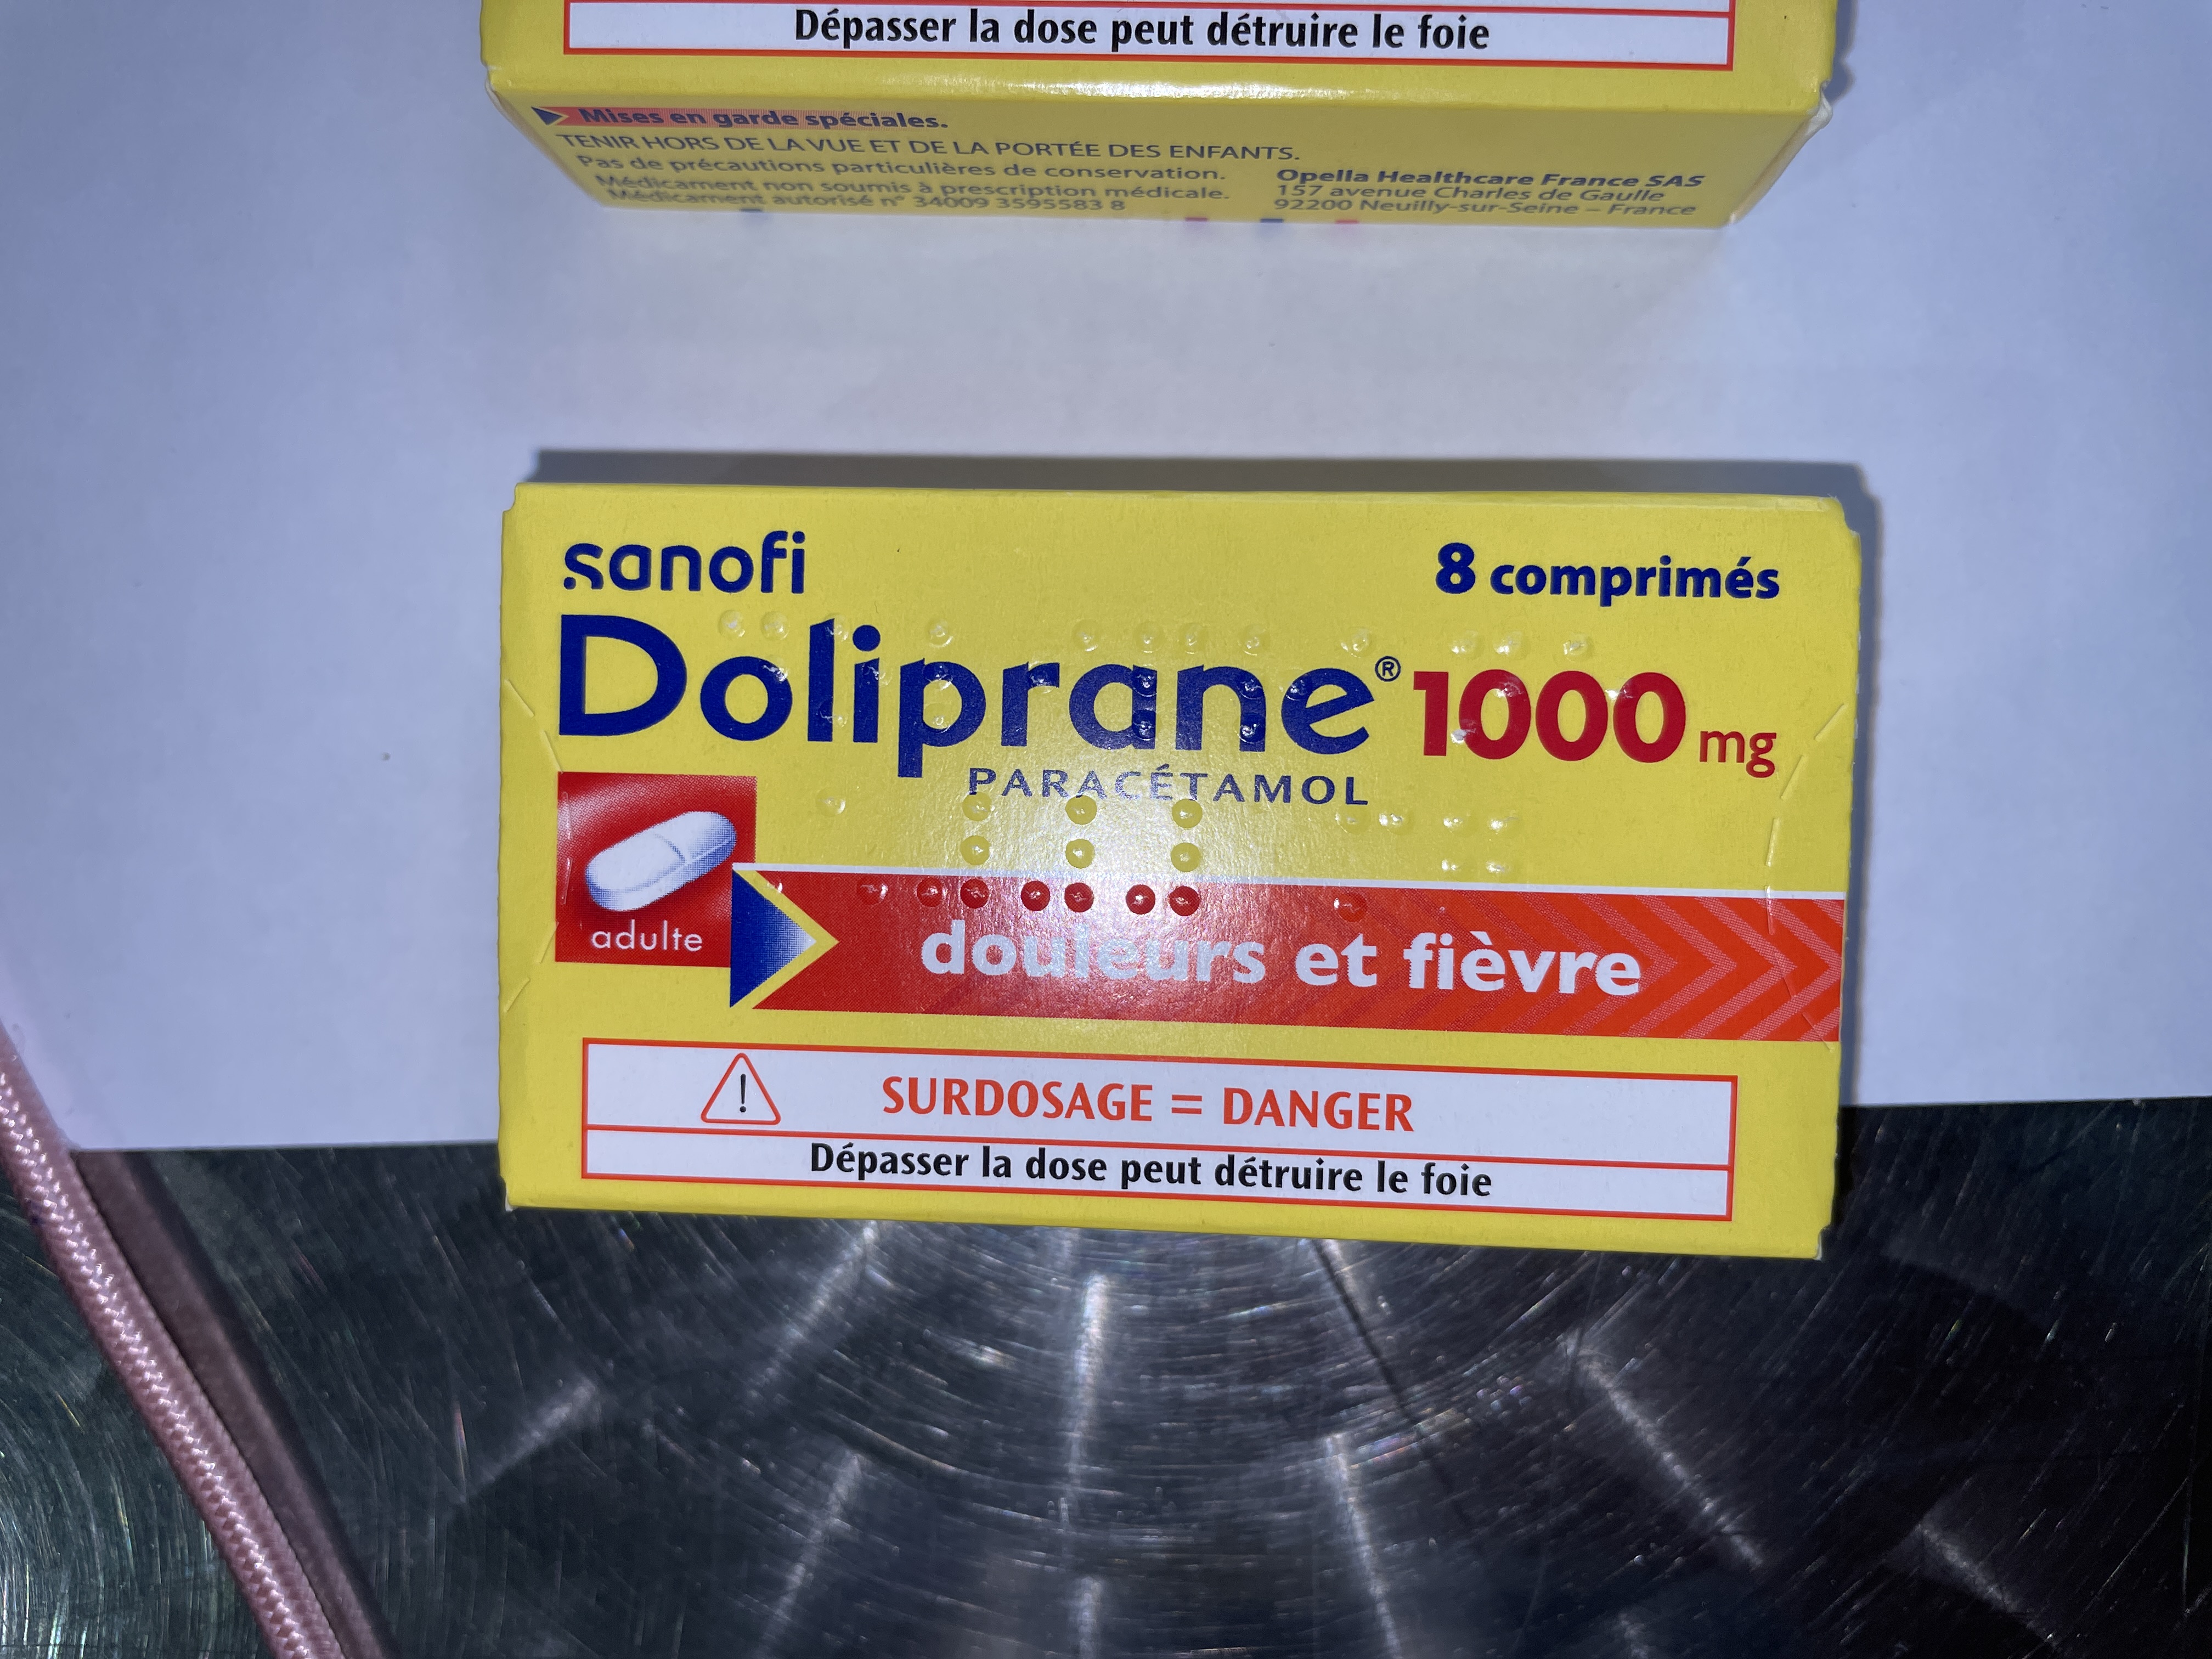 Dépasser la dose peut détruire le foie
Mises en garde spéciales.
TENIR HORS DE LA VUE ET DE LA PORTÉE DES ENFANTS.
Pas de précautions particulières de conservation.
Médicament non soumis à prescription médicale.
Médicament autorisé n° 34009 3595583 8
Opella Healthcare France SAS
157 avenue Charles de Gaulle
92200 Neuilly-sur-Seine – France
sanofi
8 comprimés
Doliprane® 1000 mg
PARACÉTAMOL
adulte
douleurs et fièvre
! SURDOSAGE = DANGER
Dépasser la dose peut détruire le foie